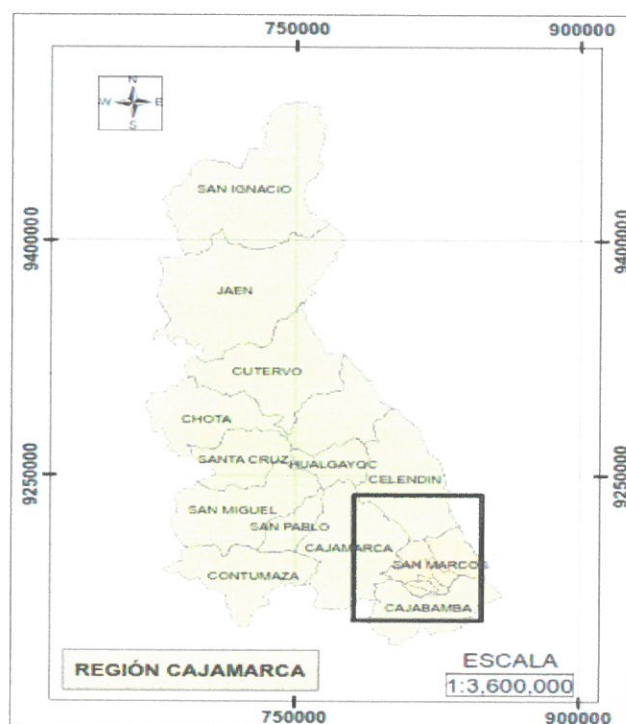 750000
900000
N
W E
S
SAN IGNACIO
9400000
9400000
JAEN
CUTERVO
CHOTA
SANTA CRUZ
HUALGAYOC
9250000
9250000
CELENDIN
SAN MIGUEL
SAN PABLO
CAJAMARCA
SAN MARCOS
CONTUMAZA
CAJABAMBA
REGIÓN CAJAMARCA
ESCALA
1:3.600.000
750000
900000